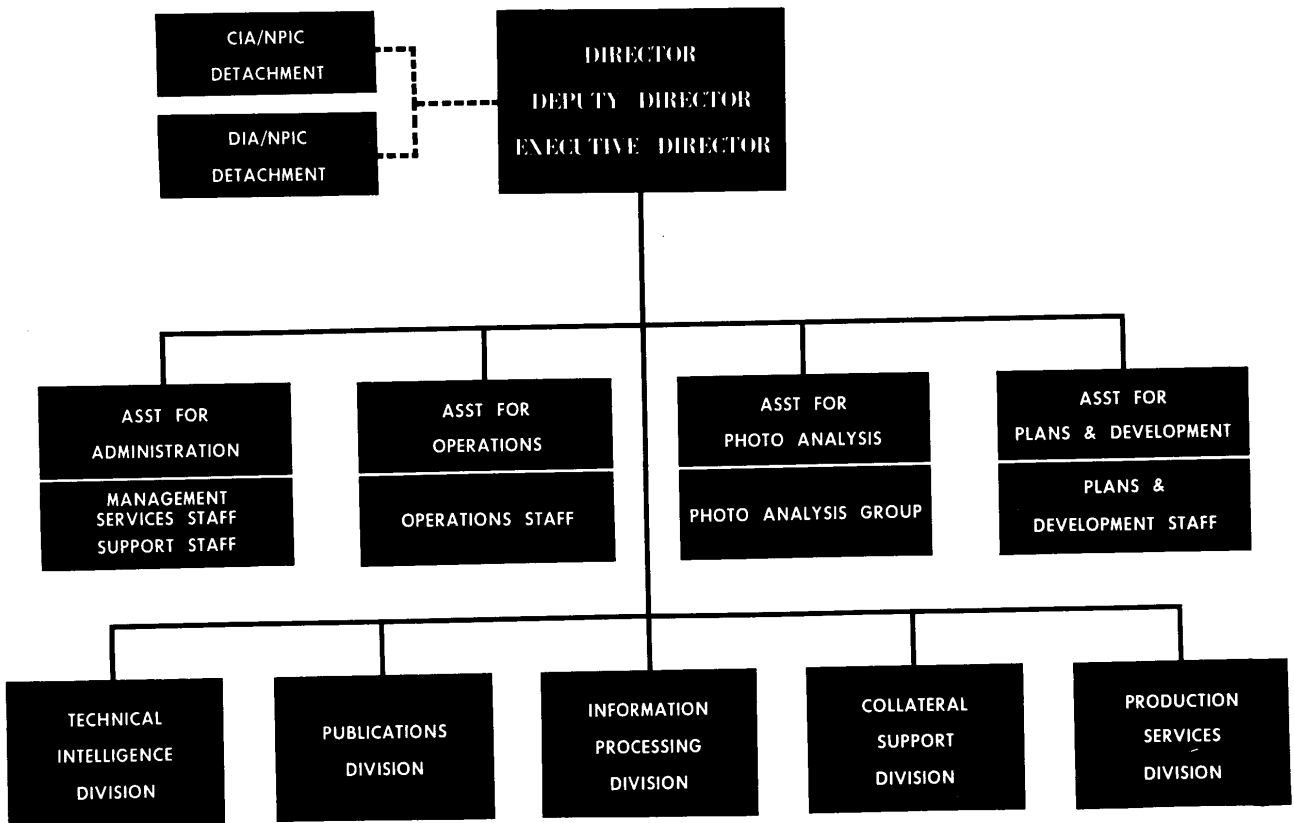 CIA/NPIC
DETACHMENT
DIA/NPIC
DETACHMENT
DIRECTOR
DEPUTY DIRECTOR
EXECUTIVE DIRECTOR
ASST FOR
ADMINISTRATION
MANAGEMENT
SERVICES STAFF
SUPPORT STAFF
ASST FOR
OPERATIONS
OPERATIONS STAFF
ASST FOR
PHOTO ANALYSIS
PHOTO ANALYSIS GROUP
ASST FOR
PLANS & DEVELOPMENT
PLANS &
DEVELOPMENT STAFF
TECHNICAL
INTELLIGENCE
DIVISION
PUBLICATIONS
DIVISION
INFORMATION
PROCESSING
DIVISION
COLLATERAL
SUPPORT
DIVISION
PRODUCTION
SERVICES
DIVISION